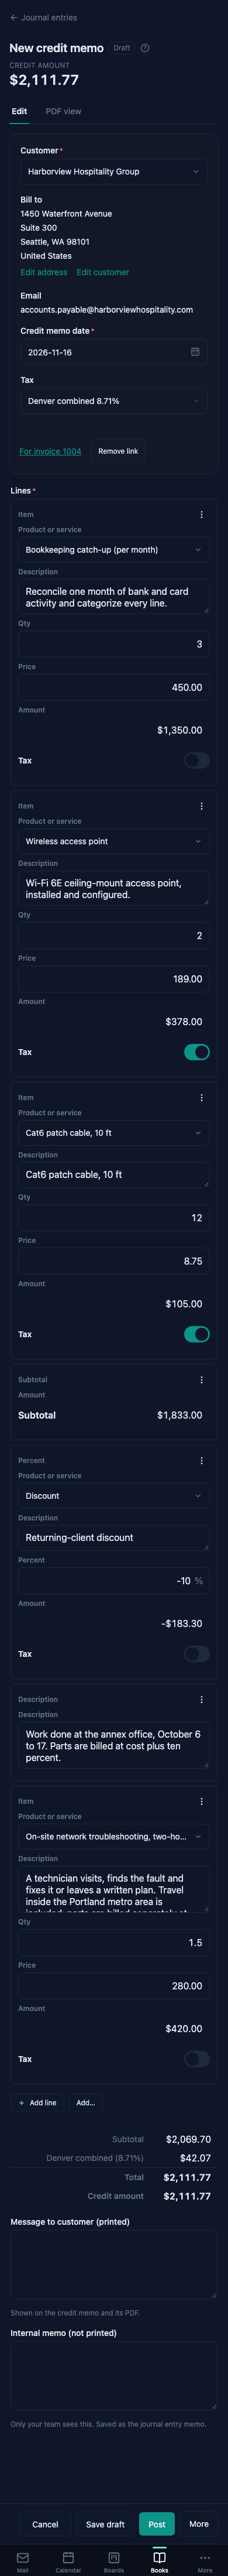 ← Journal entries
New credit memo Draft
CREDIT AMOUNT
$2,111.77
Edit PDF view
Customer*
Harborview Hospitality Group
Bill to
1450 Waterfront Avenue
Suite 300
Seattle, WA 98101
United States
Edit address Edit customer
Email
accounts.payable@harborviewhospitality.com
Credit memo date*
2026-11-16
Tax
Denver combined 8.71%
For invoice 1004 Remove link
Lines*
Item
Product or service
Bookkeeping catch-up (per month)
Description
Reconcile one month of bank and card
activity and categorize every line.
Qty
3
Price
450.00
Amount
$1,350.00
Tax
Item
Product or service
Wireless access point
Description
Wi-Fi 6E ceiling-mount access point,
installed and configured.
Qty
2
Price
189.00
Amount
$378.00
Tax
Item
Product or service
Cat6 patch cable, 10 ft
Description
Cat6 patch cable, 10 ft
Qty
12
Price
8.75
Amount
$105.00
Tax
Subtotal
Amount
Subtotal $1,833.00
Percent
Product or service
Discount
Description
Returning-client discount
Percent
-10 %
Amount
-$183.30
Tax
Description
Description
Work done at the annex office, October 6
to 17. Parts are billed at cost plus ten
percent.
Item
Product or service
On-site network troubleshooting, two-ho...
Description
A technician visits, finds the fault and
fixes it or leaves a written plan. Travel
inside the Portland metro area is
included, parts are billed separately at
Qty
1.5
Price
280.00
Amount
$420.00
Tax
+ Add line Add...
Subtotal $2,069.70
Denver combined (8.71%) $42.07
Total $2,111.77
Credit amount $2,111.77
Message to customer (printed)
Shown on the credit memo and its PDF.
Internal memo (not printed)
Only your team sees this. Saved as the journal entry memo.
Cancel Save draft Post More
Mail Calendar Boards Books More